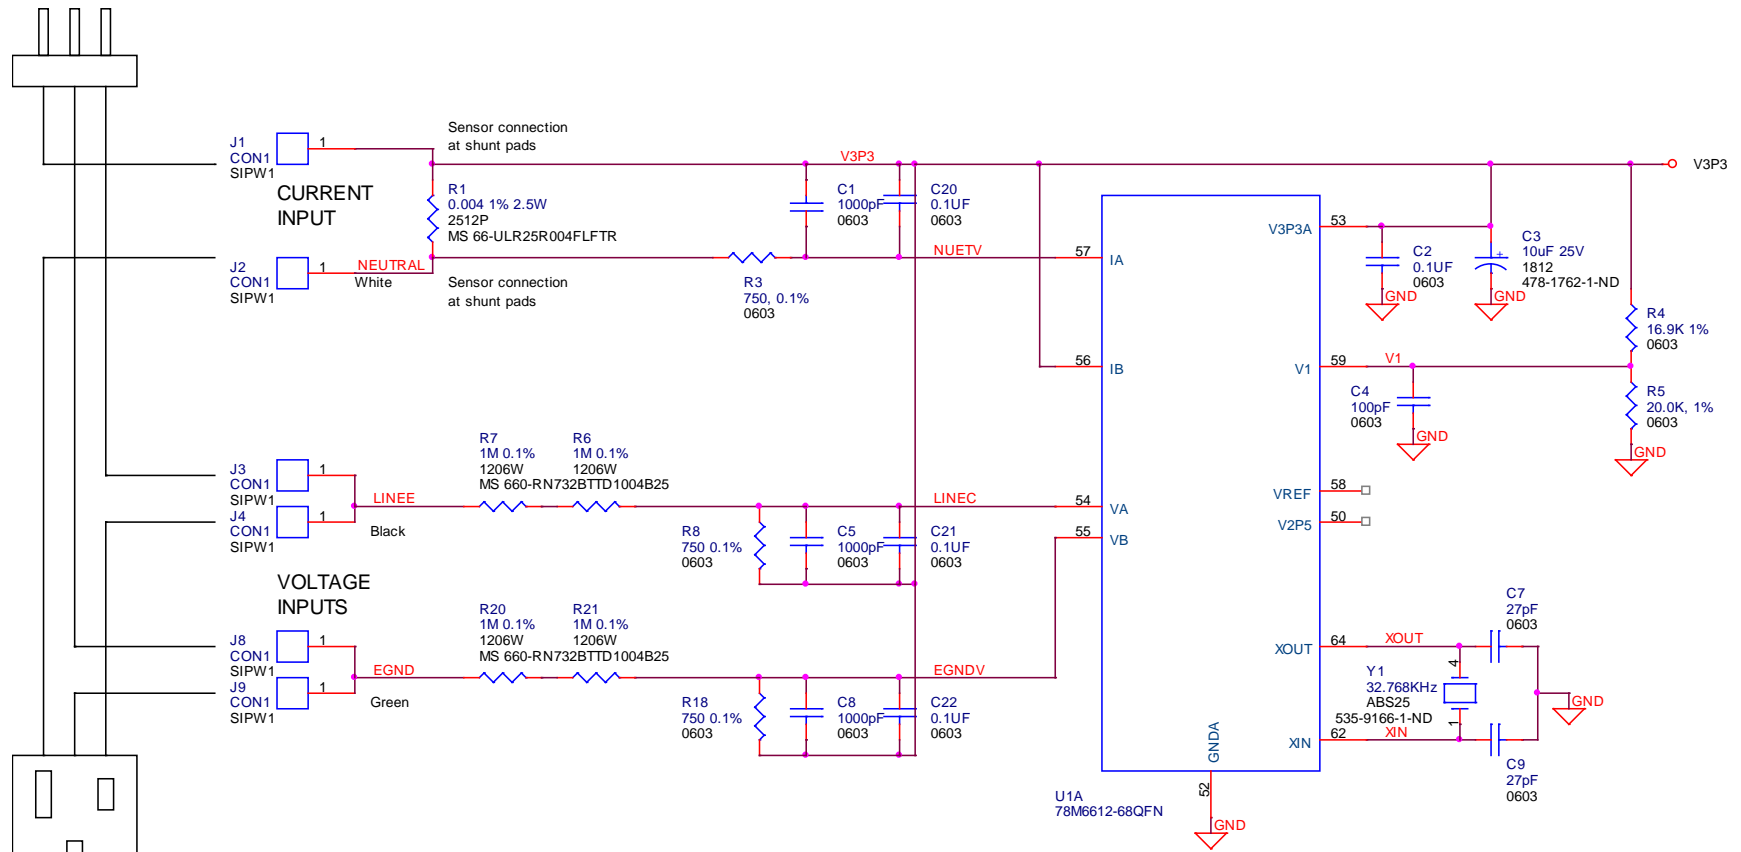 J1
CON1
SIPW1
1
Sensor connection
at shunt pads
CURRENT
INPUT
R1
0.004 1% 2.5W
2512P
MS 66-ULR25R004FLFTR
J2
CON1
SIPW1
1
NEUTRAL
White
Sensor connection
at shunt pads
R3
750, 0.1%
0603
V3P3
C1
1000pF
0603
C20
0.1UF
0603
NUETV
57
IA
56
IB
V3P3
V3P3A
53
C2
0.1UF
0603
GND
+
C3
10uF 25V
1812
478-1762-1-ND
GND
R4
16.9K 1%
0603
V1
59
V1
C4
100pF
0603
GND
R5
20.0K, 1%
0603
GND
J3
CON1
SIPW1
1
J4
CON1
SIPW1
1
LINEE
Black
R7
1M 0.1%
1206W
R6
1M 0.1%
1206W
MS 660-RN732BTTD1004B25
R8
750 0.1%
0603
C5
1000pF
0603
C21
0.1UF
0603
LINEC
54
VA
55
VB
VREF
58
V2P5
50
VOLTAGE
INPUTS
J8
CON1
SIPW1
1
J9
CON1
SIPW1
1
EGND
Green
R20
1M 0.1%
1206W
R21
1M 0.1%
1206W
MS 660-RN732BTTD1004B25
R18
750 0.1%
0603
C8
1000pF
0603
C22
0.1UF
0603
EGNDV
XOUT
64
XOUT
C7
27pF
0603
4
Y1
32.768KHz
ABS25
535-9166-1-ND
1
GND
XIN
62
XIN
C9
27pF
0603
GNDA
52
GND
U1A
78M6612-68QFN